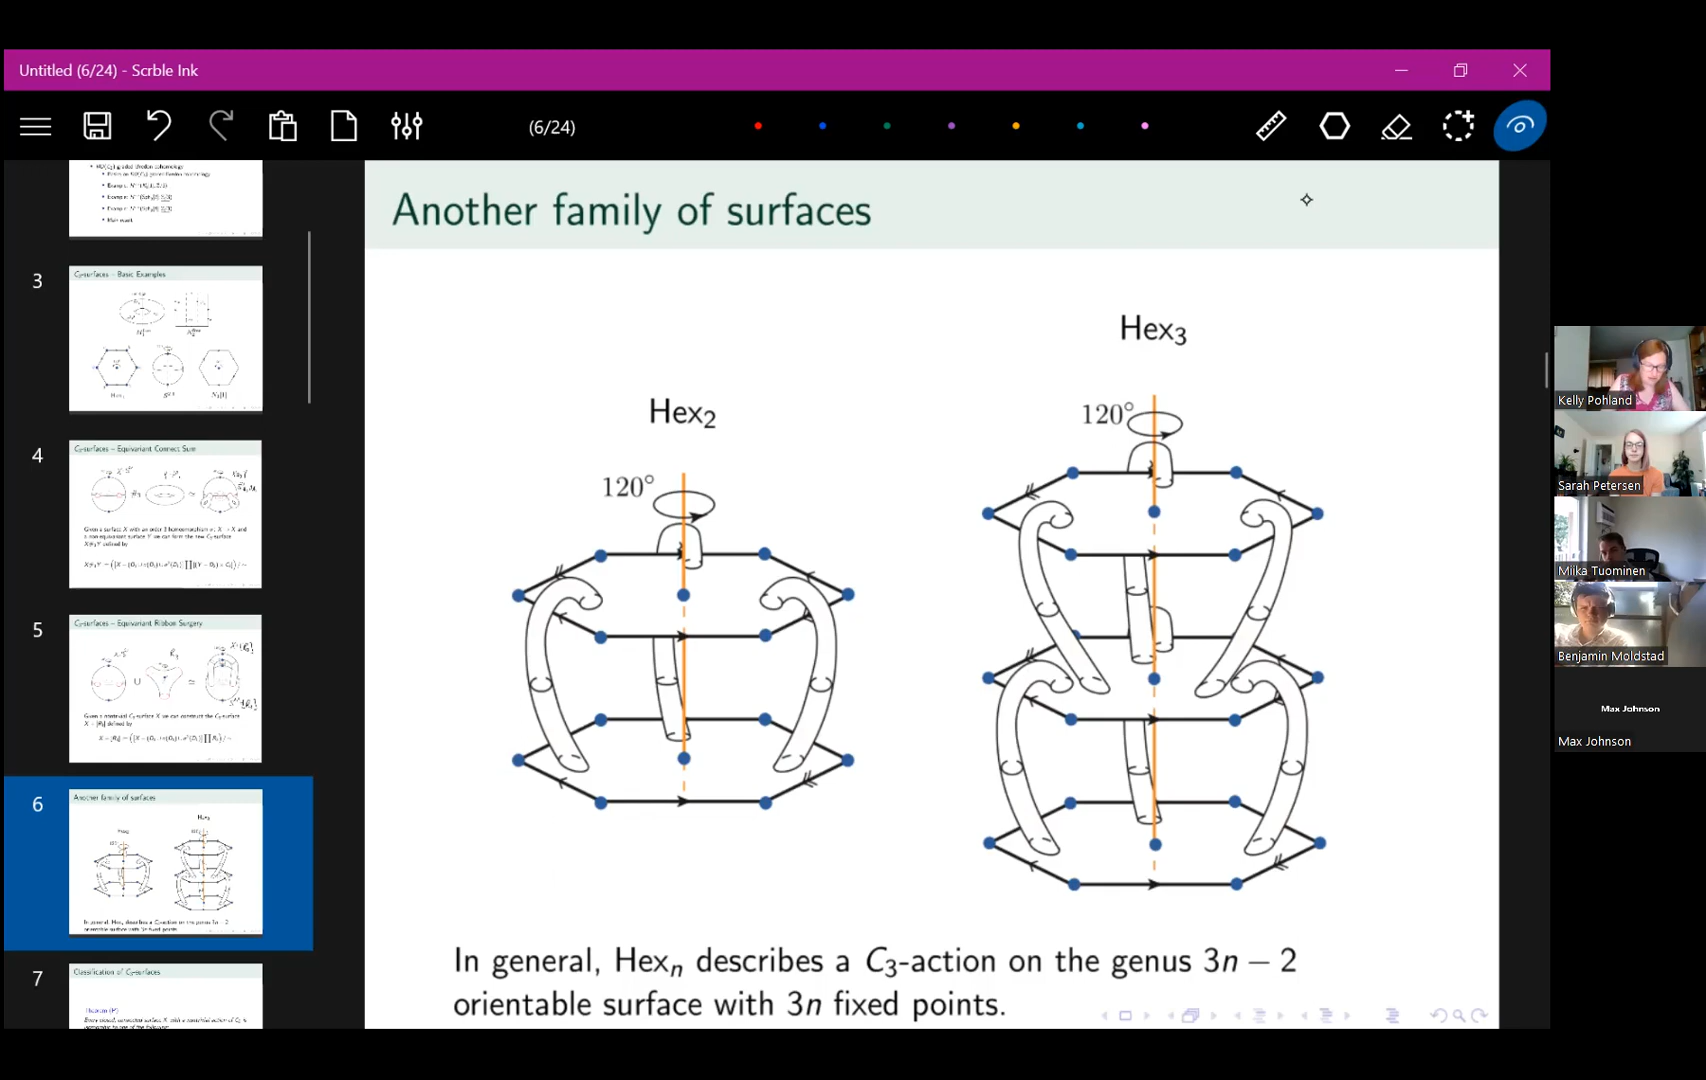 Untitled (6/24) - Scrble Ink
(6/24)
3
C₃-surfaces – Basic Examples
4
C₃-surfaces – Equivariant Connect Sum
5
C₃-surfaces – Equivariant Ribbon Surgery
6
Another family of surfaces
7
Classification of C₃-surfaces
Another family of surfaces
Hex₂
120°
Hex₃
120°
In general, Hexₙ describes a C₃-action on the genus 3n − 2
orientable surface with 3n fixed points.
Kelly Pohland
Sarah Petersen
Miika Tuominen
Benjamin Moldstad
Max Johnson
Max Johnson